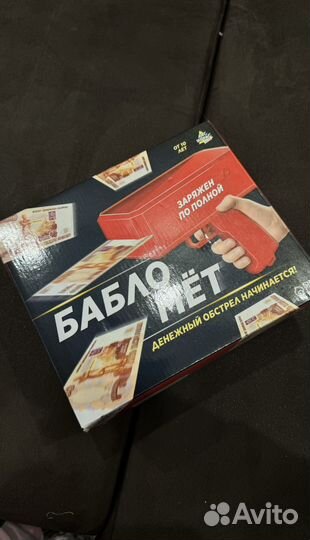 ОТ 10
ЛЕТ
ЗАРЯЖЕН
ПО ПОЛНОЙ
БАБЛО
МЁТ
ДЕНЕЖНЫЙ ОБСТРЕЛ НАЧИНАЕТСЯ!
Avito